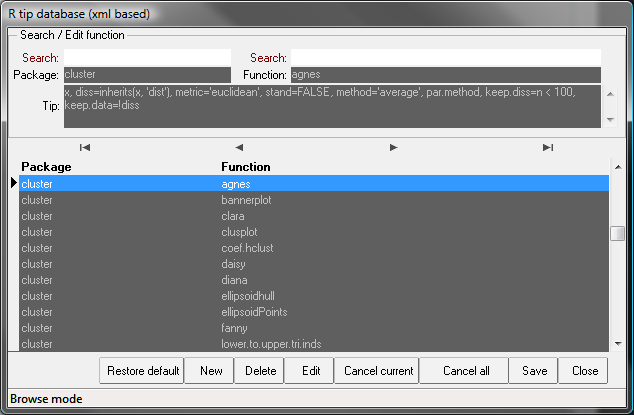 R tip database (xml based)
Search / Edit function
Search: Search:
Package: cluster Function: agnes
Tip: x, diss=inherits(x, 'dist'), metric='euclidean', stand=FALSE, method='average', par.method, keep.diss=n < 100,
keep.data=!diss
Package Function
cluster agnes
cluster bannerplot
cluster clara
cluster clusplot
cluster coef.hclust
cluster daisy
cluster diana
cluster ellipsoidhull
cluster ellipsoidPoints
cluster fanny
cluster lower.to.upper.tri.inds
Restore default New Delete Edit Cancel current Cancel all Save Close
Browse mode